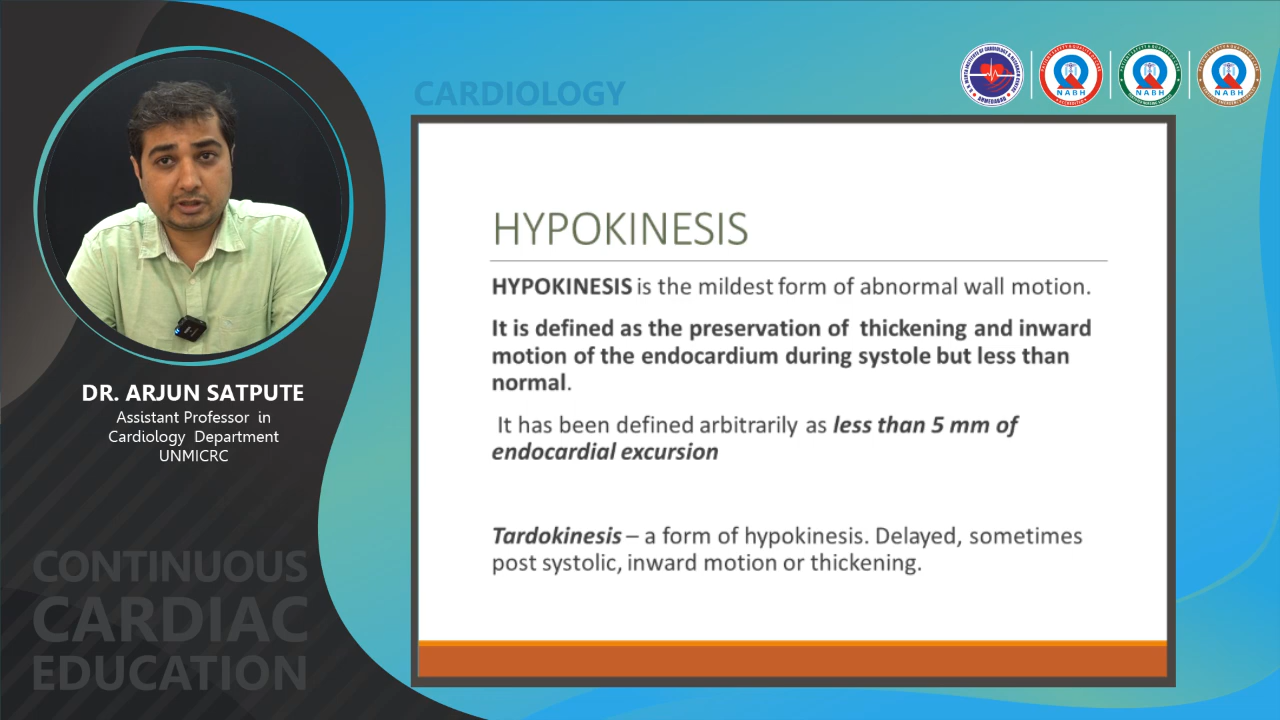 CARDIOLOGY
NABH
NABH
NABH
HYPOKINESIS
HYPOKINESIS is the mildest form of abnormal wall motion.
It is defined as the preservation of thickening and inward
motion of the endocardium during systole but less than
normal.
It has been defined arbitrarily as less than 5 mm of
endocardial excursion
Tardokinesis – a form of hypokinesis. Delayed, sometimes
post systolic, inward motion or thickening.
DR. ARJUN SATPUTE
Assistant Professor in
Cardiology Department
UNMICRC
CONTINUOUS
CARDIAC
EDUCATION